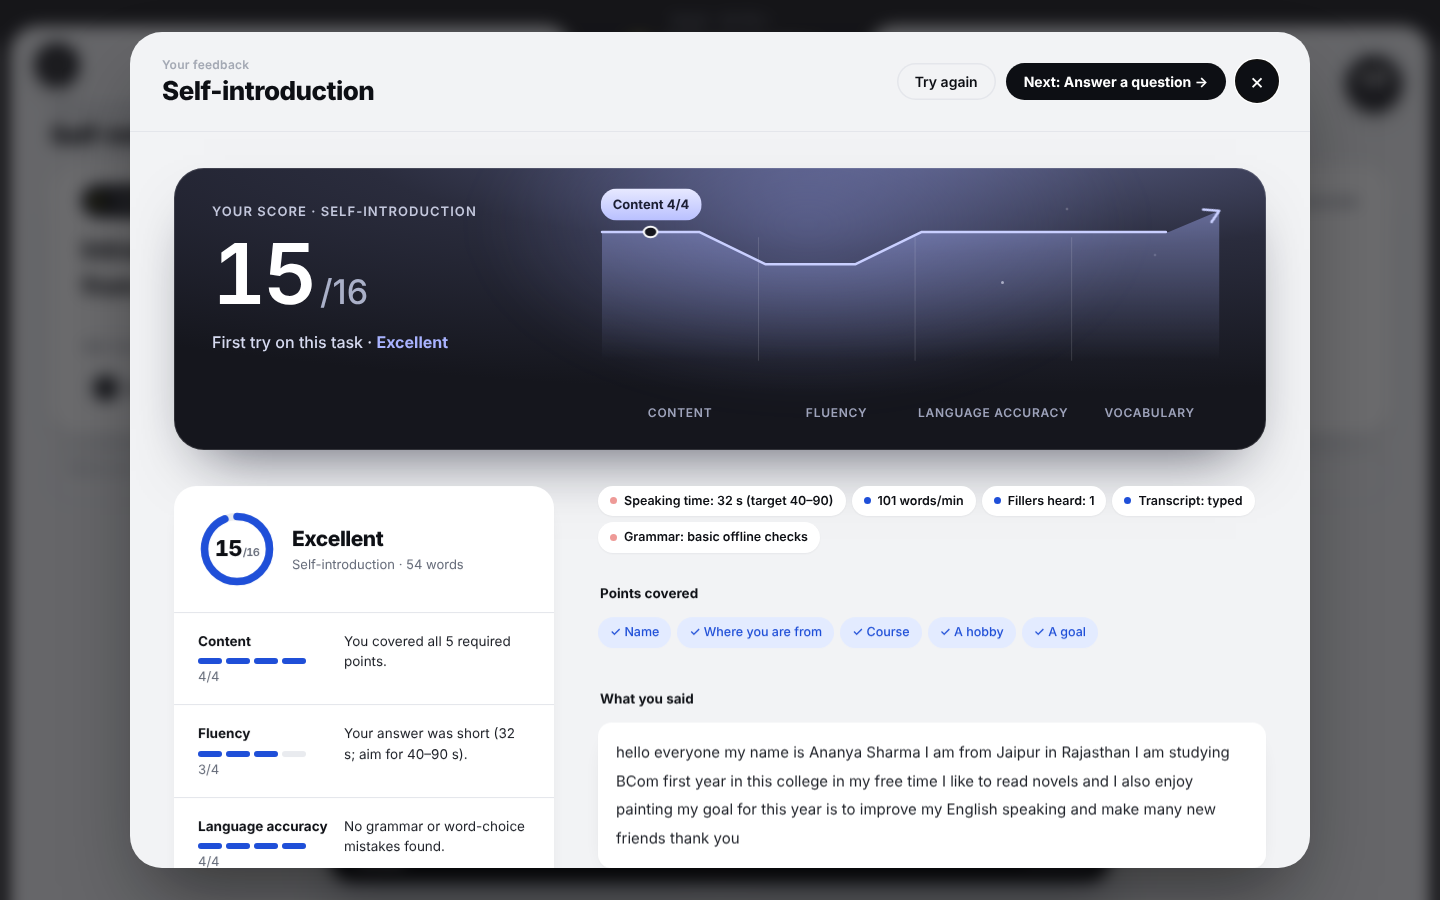 Your feedback
Self-introduction
Try again
Next: Answer a question →
×
YOUR SCORE · SELF-INTRODUCTION
15/16
First try on this task · Excellent
Content 4/4
CONTENT
FLUENCY
LANGUAGE ACCURACY
VOCABULARY
15/16
Excellent
Self-introduction · 54 words
Content
4/4
You covered all 5 required
points.
Fluency
3/4
Your answer was short (32
s; aim for 40–90 s).
Language accuracy
4/4
No grammar or word-choice
mistakes found.
Speaking time: 32 s (target 40–90)
101 words/min
Fillers heard: 1
Transcript: typed
Grammar: basic offline checks
Points covered
✓ Name
✓ Where you are from
✓ Course
✓ A hobby
✓ A goal
What you said
hello everyone my name is Ananya Sharma I am from Jaipur in Rajasthan I am studying
BCom first year in this college in my free time I like to read novels and I also enjoy
painting my goal for this year is to improve my English speaking and make many new
friends thank you